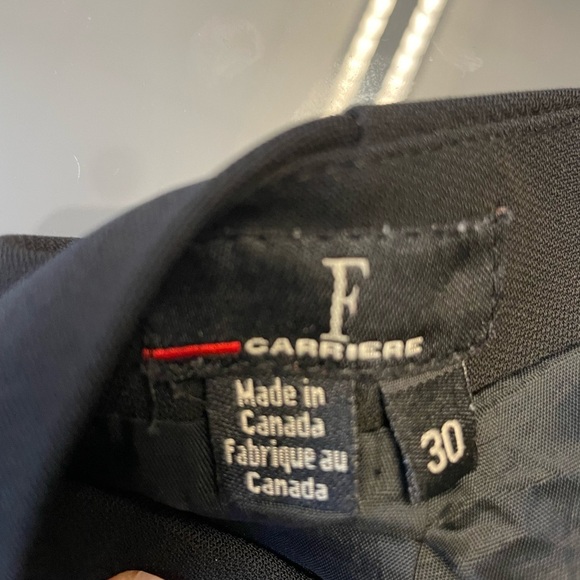 F
CARRIERE
Made in
Canada
Fabrique au
Canada
30